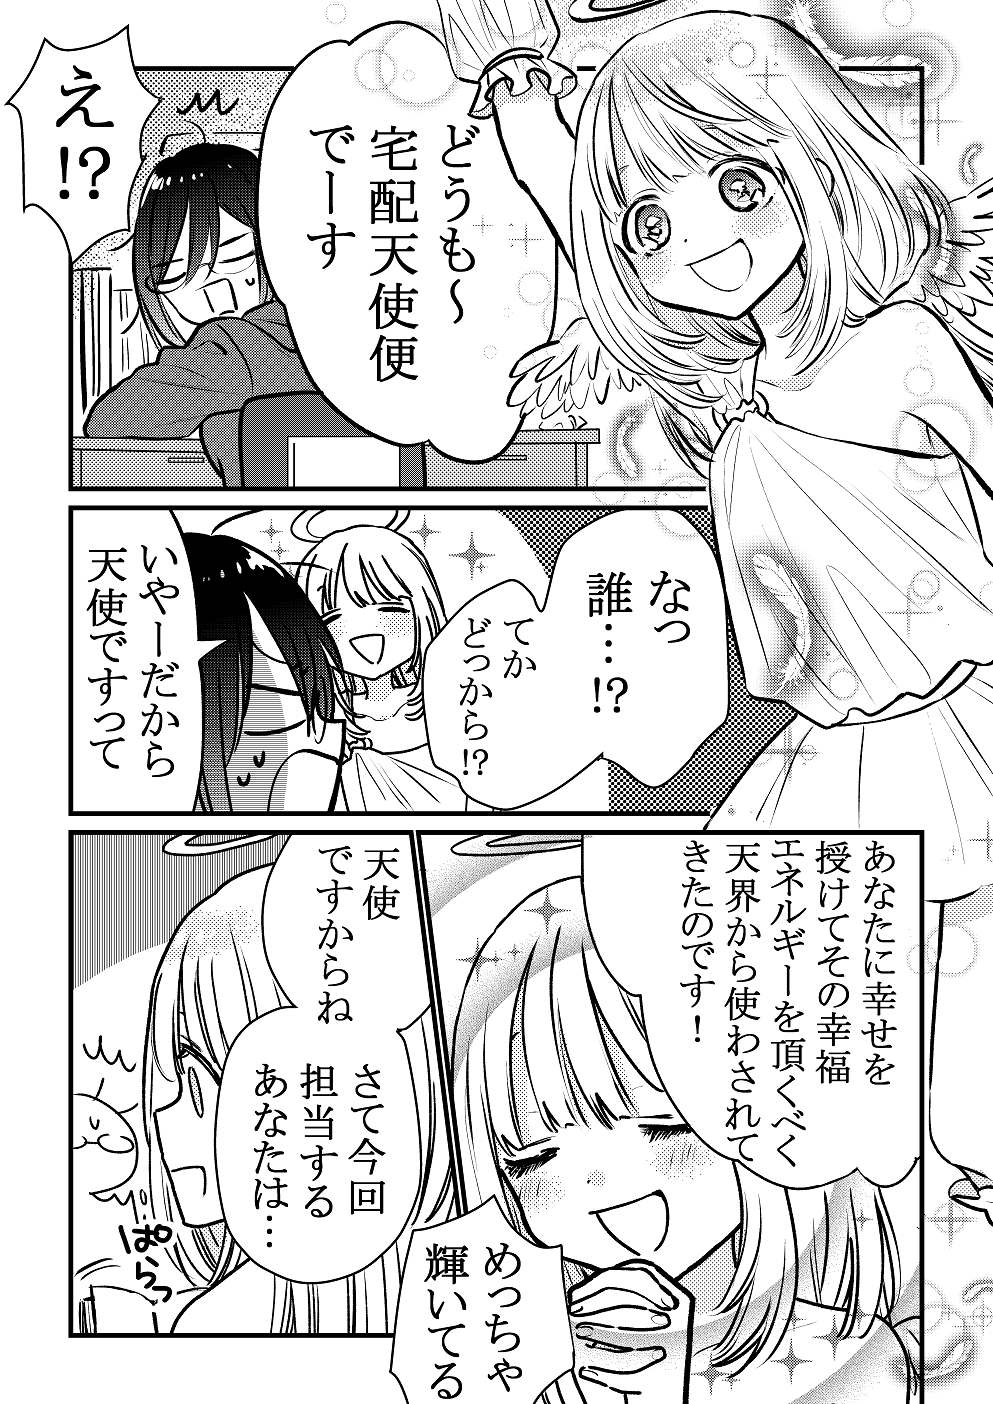 どうも～
宅配天使便
でーす
え!?
なっ
誰…!?
てか
どっから!?
いやーだから
天使ですって
あなたに幸せを
授けてその幸福
エネルギーを頂くべく
天界から使わされて
きたのです！
めっちゃ
輝いてる
天使
ですからね
さて今回
担当する
あなたは…
ぱらっ